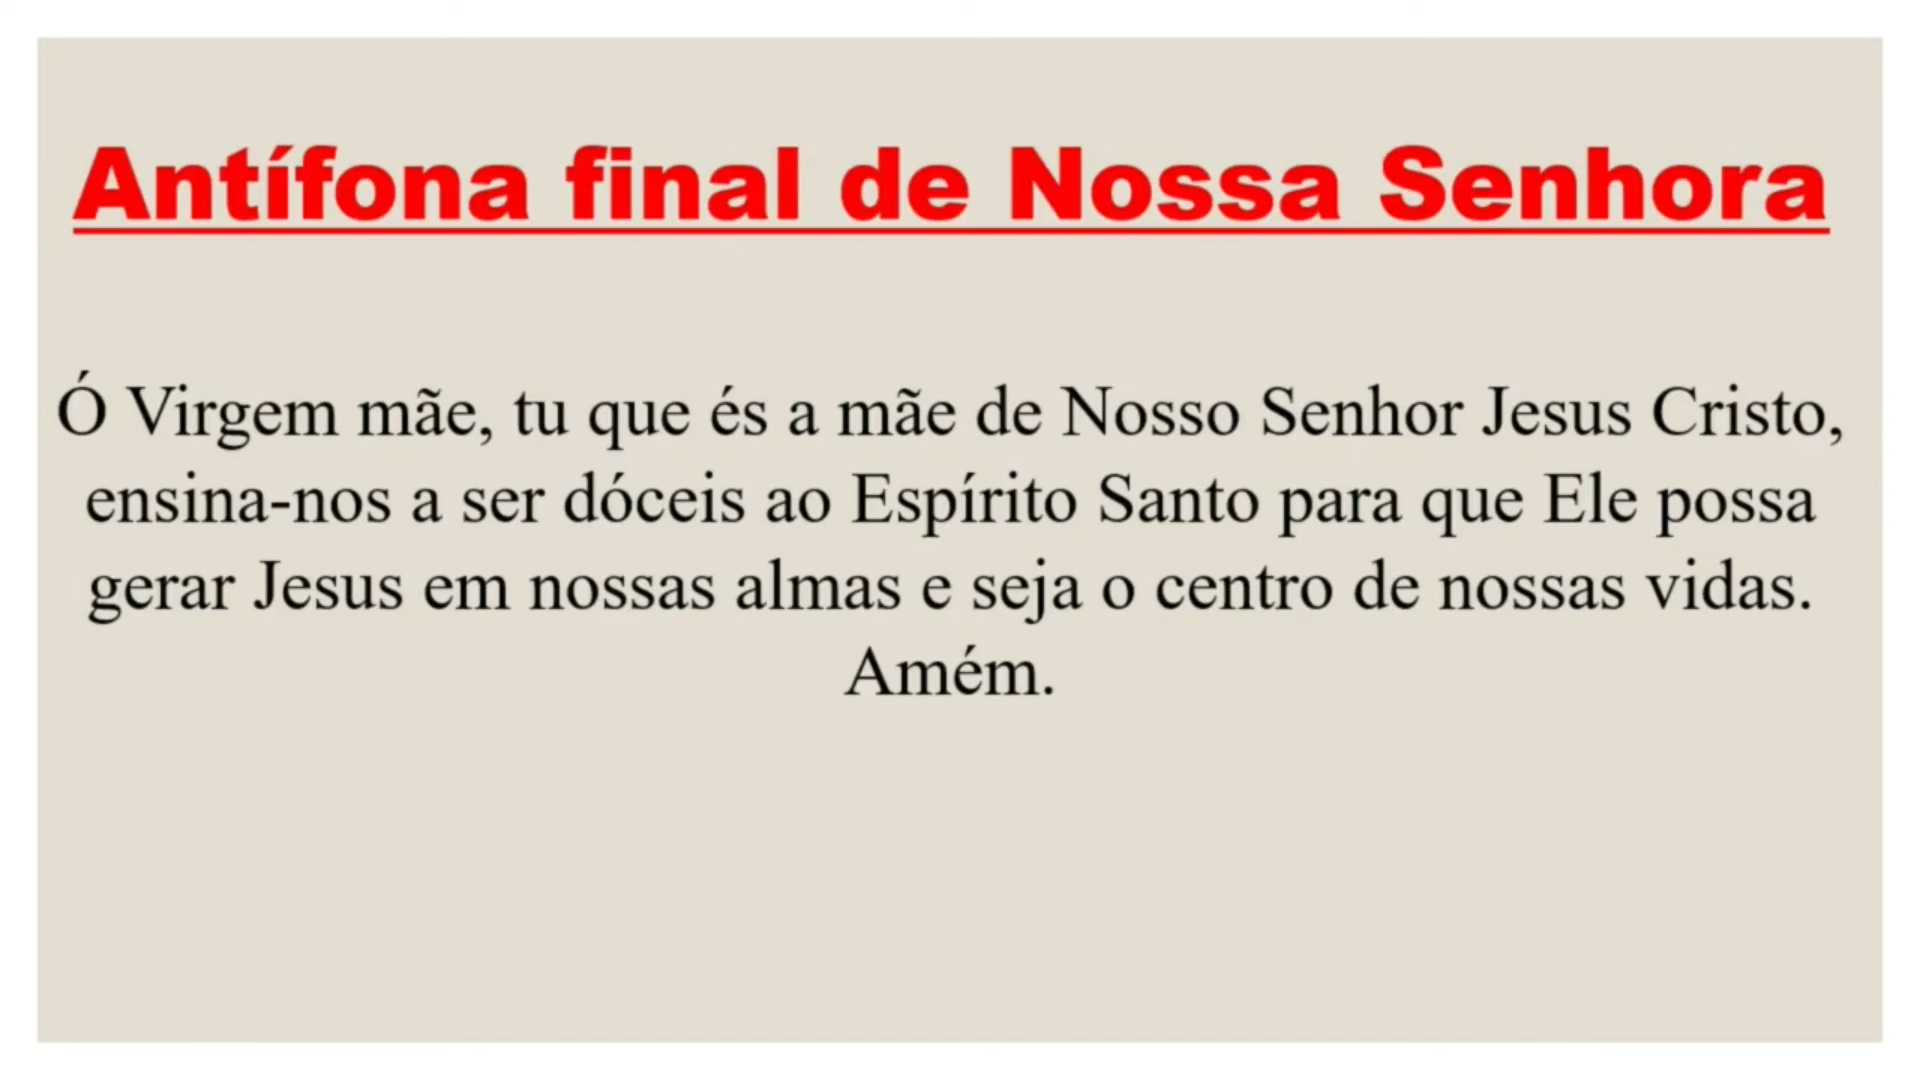 Antífona final de Nossa Senhora
Ó Virgem mãe, tu que és a mãe de Nosso Senhor Jesus Cristo,
ensina-nos a ser dóceis ao Espírito Santo para que Ele possa
gerar Jesus em nossas almas e seja o centro de nossas vidas.
Amém.